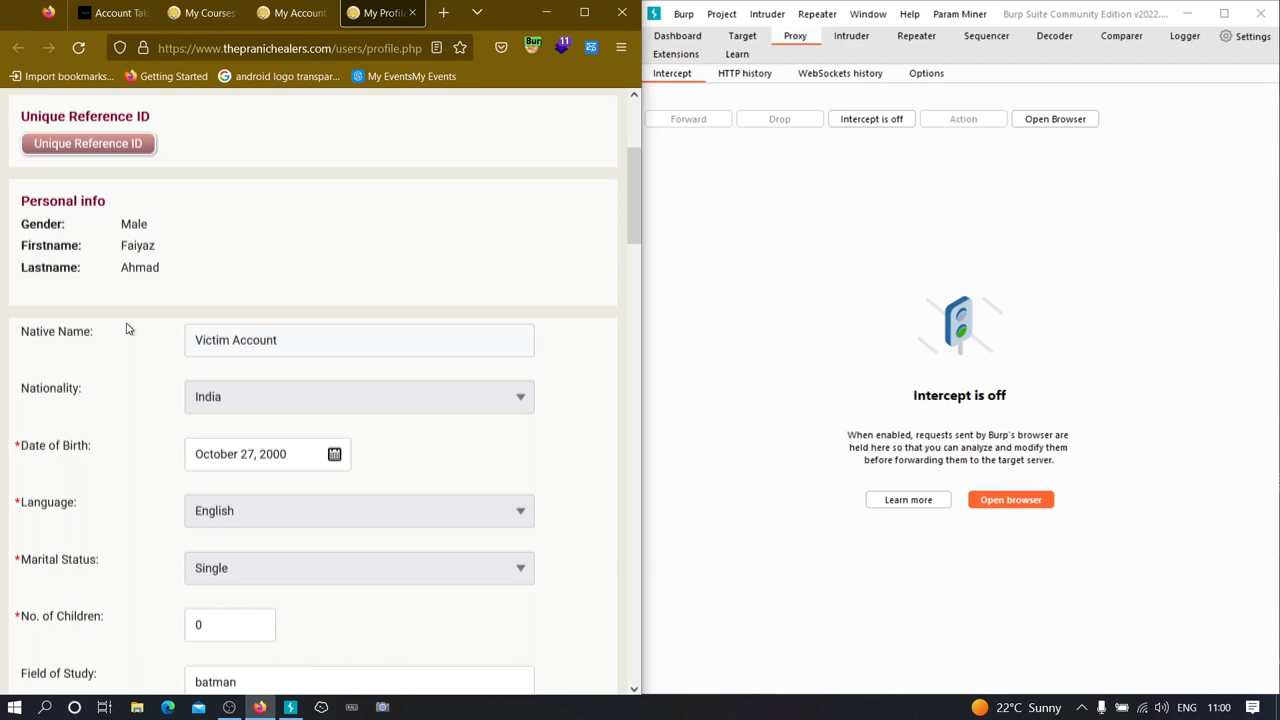 Account Tak
My Courses
My Account
My Profile
Burp Project Intruder Repeater Window Help Param Miner
Burp Suite Community Edition v2022....
https://www.thepranichealers.com/users/profile.php
Burp
11
Import bookmarks...
Getting Started
android logo transpar...
My EventsMy Events
Dashboard Target Proxy Intruder Repeater Sequencer Decoder Comparer Logger
Settings
Extensions Learn
Intercept HTTP history WebSockets history Options
Forward Drop Intercept is off Action Open Browser
Unique Reference ID
Unique Reference ID
Personal info
Gender: Male
Firstname: Faiyaz
Lastname: Ahmad
Native Name: Victim Account
Nationality: India
*Date of Birth: October 27, 2000
*Language: English
*Marital Status: Single
*No. of Children: 0
Field of Study: batman
Intercept is off
When enabled, requests sent by Burp's browser are
held here so that you can analyze and modify them
before forwarding them to the target server.
Learn more
Open browser
22°C Sunny
ENG
11:00